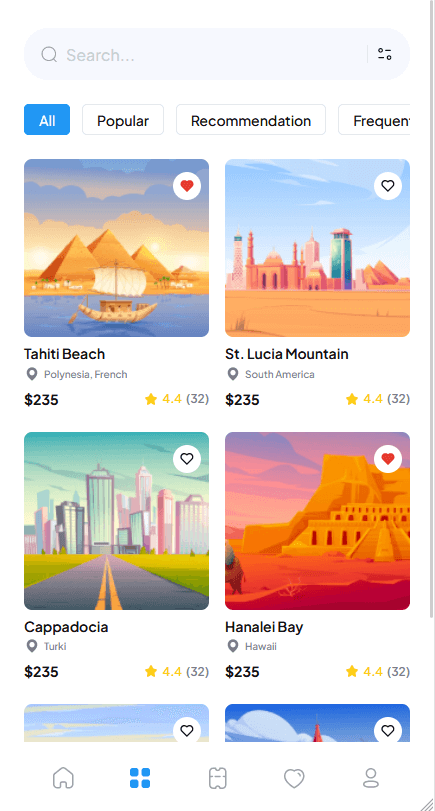 Search...
All Popular Recommendation Frequen
Tahiti Beach St. Lucia Mountain
Polynesia, French South America
$235 4.4 (32) $235 4.4 (32)
Cappadocia Hanalei Bay
Turki Hawaii
$235 4.4 (32) $235 4.4 (32)